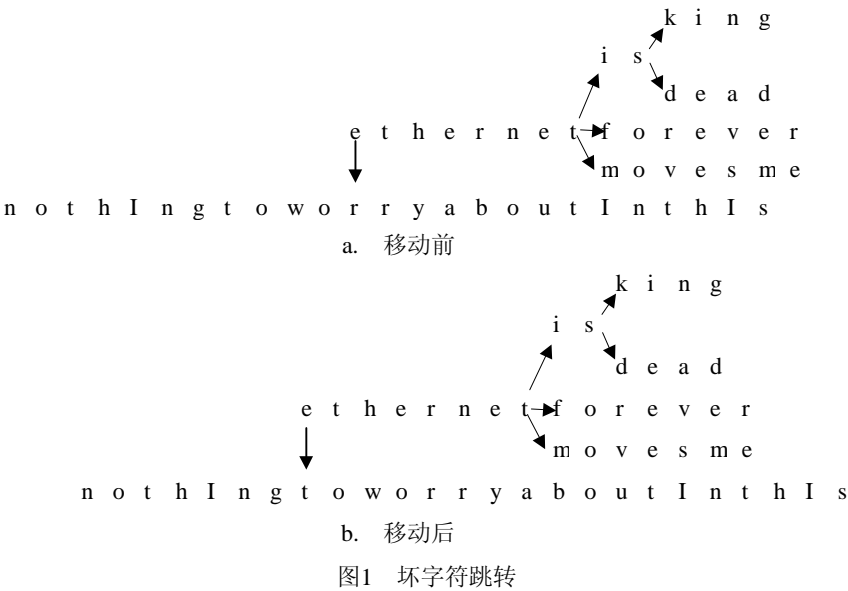 k i n g
i s
d e a d
e t h e r n e t f o r e v e r
m o v e s m e
n o t h I n g t o w o r r y a b o u t I n t h I s
a. 移动前
k i n g
i s
d e a d
e t h e r n e t f o r e v e r
m o v e s m e
n o t h I n g t o w o r r y a b o u t I n t h I s
b. 移动后
图1 坏字符跳转